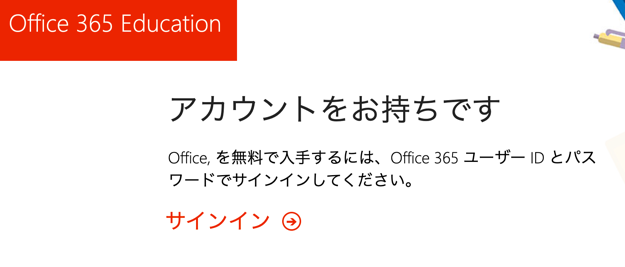 Office 365 Education
アカウントをお持ちです
Office, を無料で入手するには、Office 365 ユーザー ID とパス
ワードでサインインしてください。
サインイン